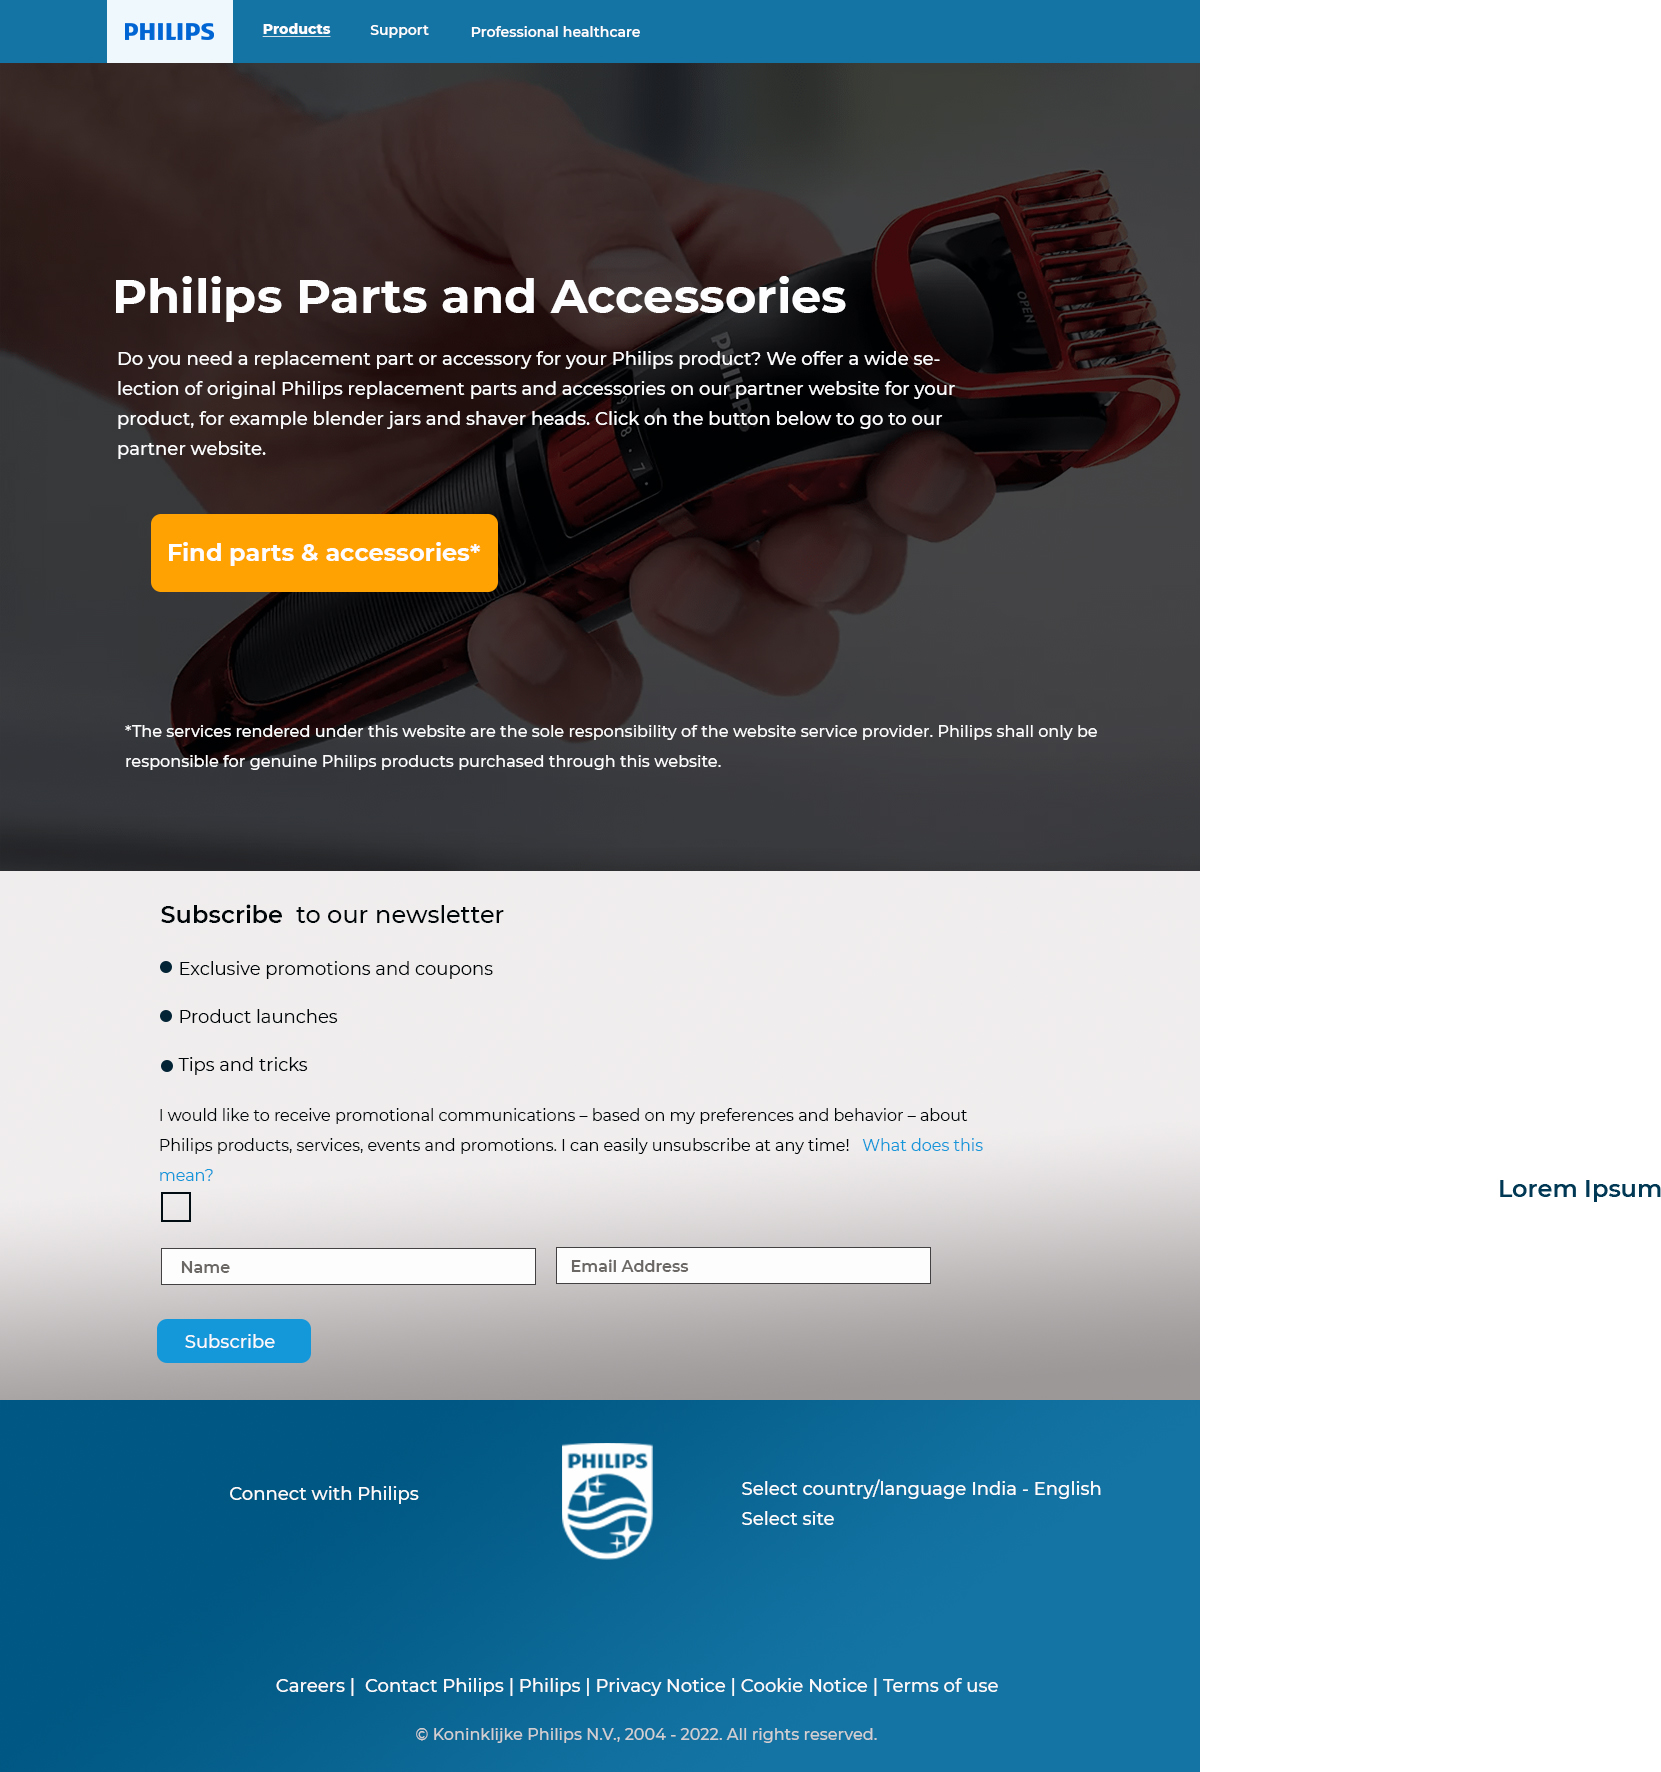 PHILIPS
Products
Support
Professional healthcare
OPEN
PHILIPS
Philips Parts and Accessories
Do you need a replacement part or accessory for your Philips product? We offer a wide se-
lection of original Philips replacement parts and accessories on our partner website for your
product, for example blender jars and shaver heads. Click on the button below to go to our
partner website.
9
8
7
Find parts & accessories*
*The services rendered under this website are the sole responsibility of the website service provider. Philips shall only be
responsible for genuine Philips products purchased through this website.
Subscribe to our newsletter
Exclusive promotions and coupons
Product launches
Tips and tricks
I would like to receive promotional communications – based on my preferences and behavior – about
Philips products, services, events and promotions. I can easily unsubscribe at any time! What does this
mean?
Lorem Ipsum
Name
Email Address
Subscribe
PHILIPS
Connect with Philips
Select country/language India - English
Select site
Careers | Contact Philips | Philips | Privacy Notice | Cookie Notice | Terms of use
© Koninklijke Philips N.V., 2004 - 2022. All rights reserved.